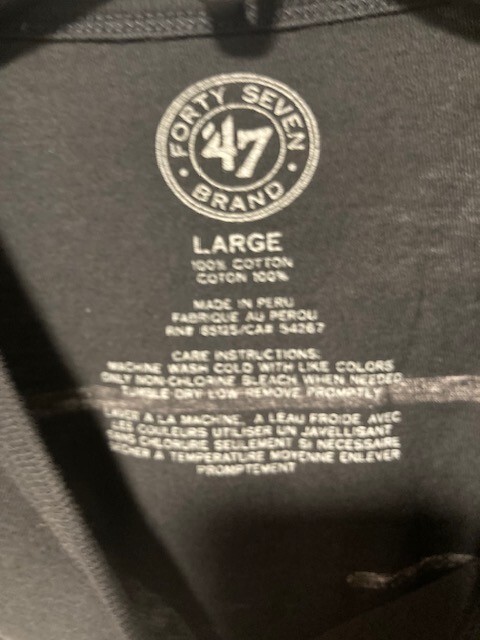 FORTY SEVEN
'47
BRAND
LARGE
100% COTTON
COTON 100%
MADE IN PERU
FABRIQUE AU PEROU
RN# 85125/CA# 54267
CARE INSTRUCTIONS:
MACHINE WASH COLD WITH LIKE COLORS
ONLY NON-CHLORINE BLEACH WHEN NEEDED
TUMBLE DRY LOW-REMOVE PROMPTLY
LAVER A LA MACHINE, A LEAU FROIDE AVEC
LES COULEURS UTILISER UN JAVELLISANT
SANS CHLORURE SEULEMENT SI NECESSAIRE
SECHER A TEMPERATURE MOYENNE ENLEVER
PROMPTEMENT